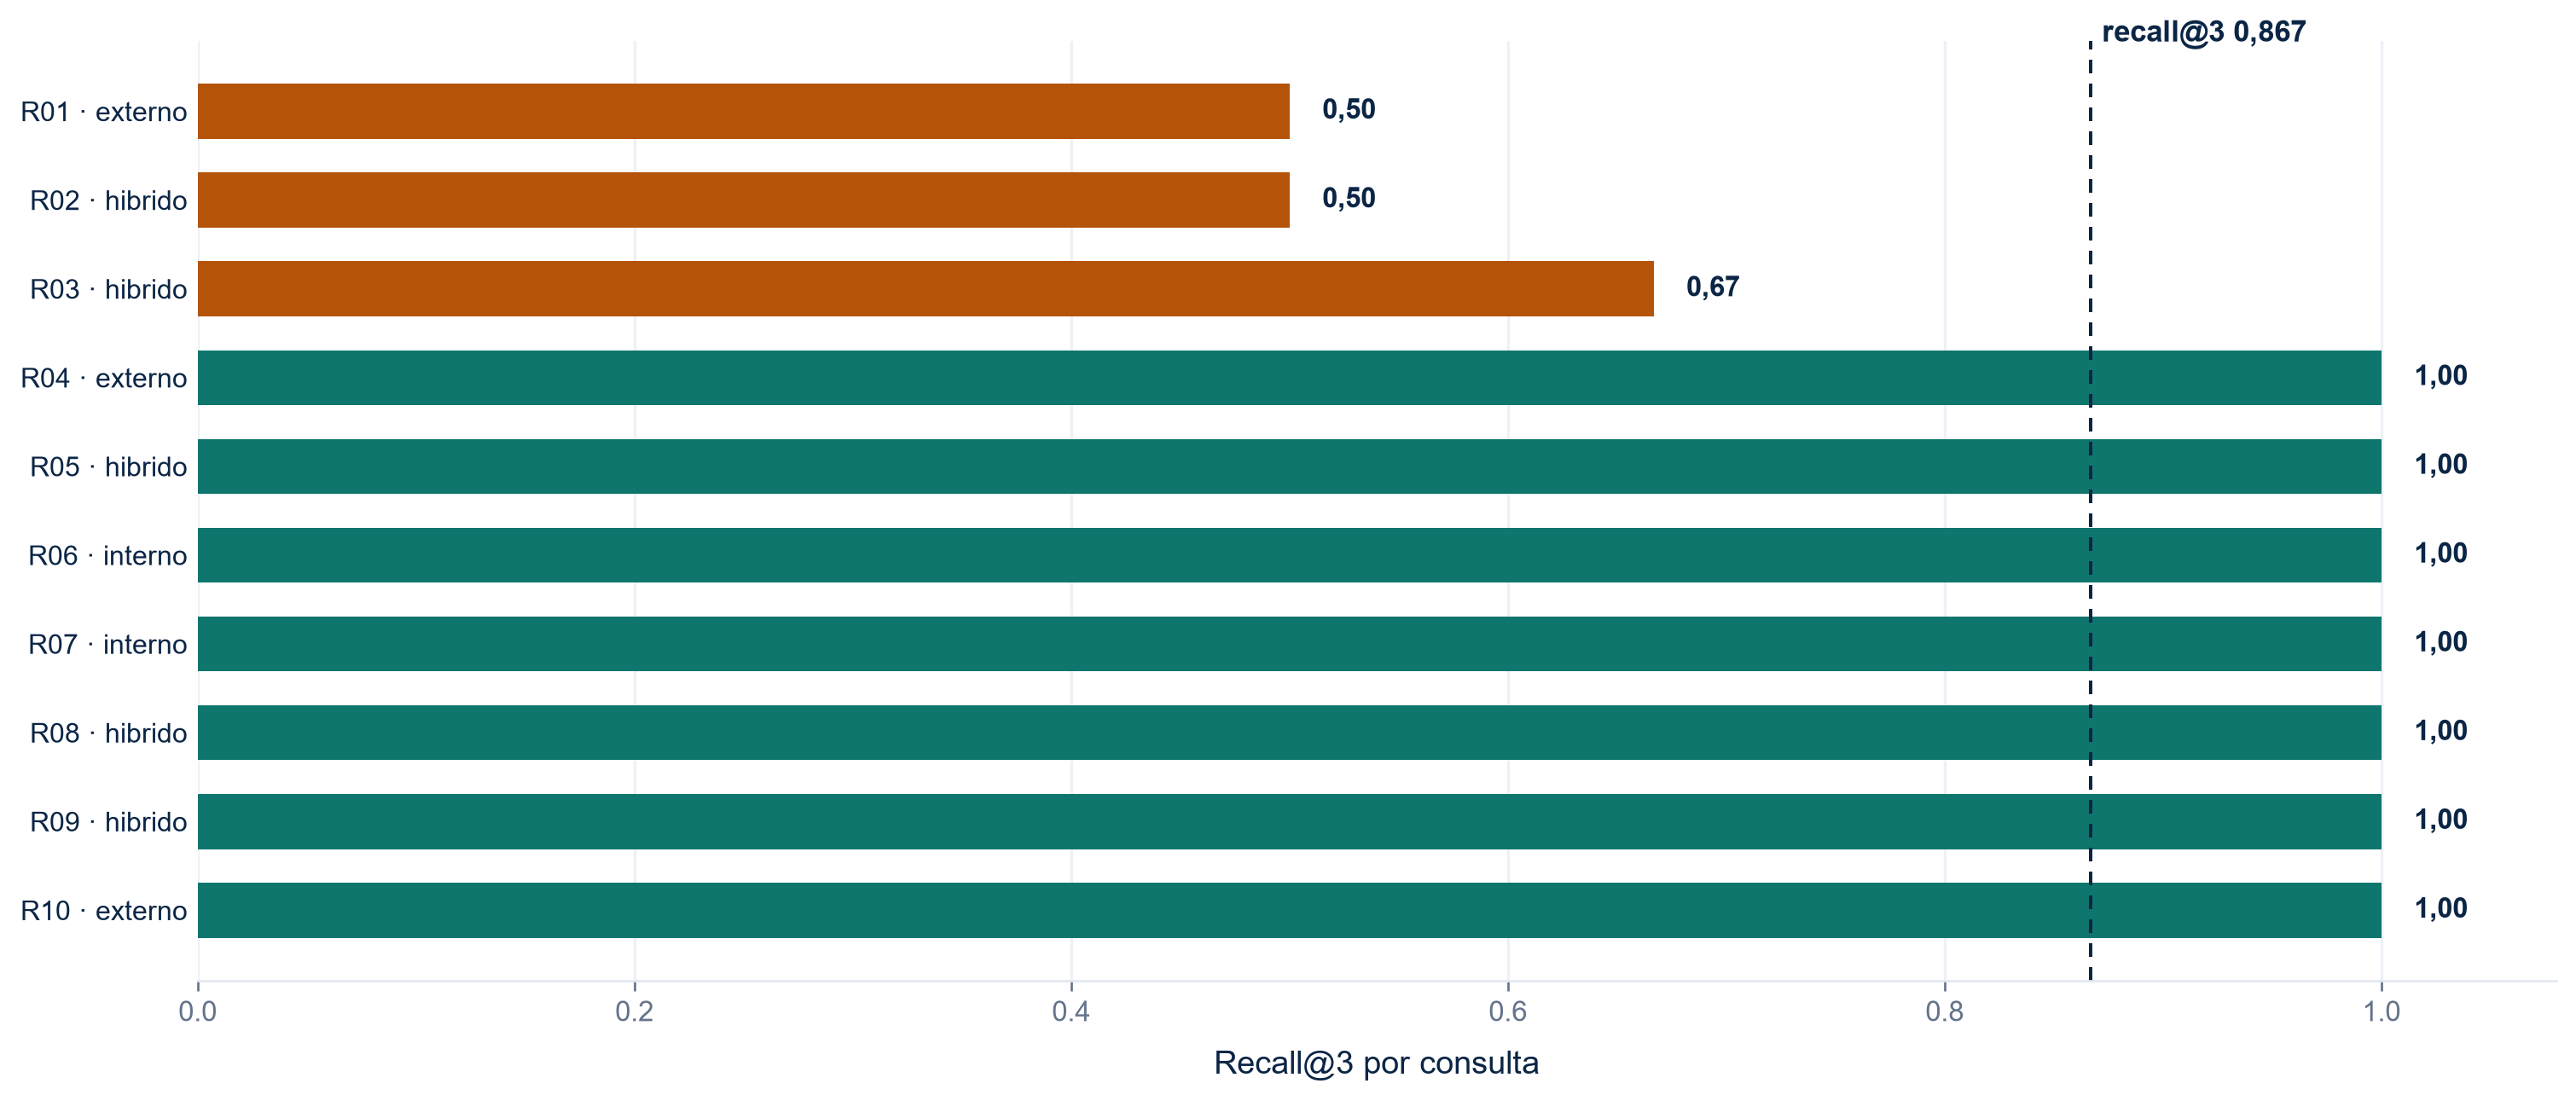 recall@3 0,867
R01 · externo 0,50
R02 · hibrido 0,50
R03 · hibrido 0,67
R04 · externo 1,00
R05 · hibrido 1,00
R06 · interno 1,00
R07 · interno 1,00
R08 · hibrido 1,00
R09 · hibrido 1,00
R10 · externo 1,00
0.0 0.2 0.4 0.6 0.8 1.0
Recall@3 por consulta